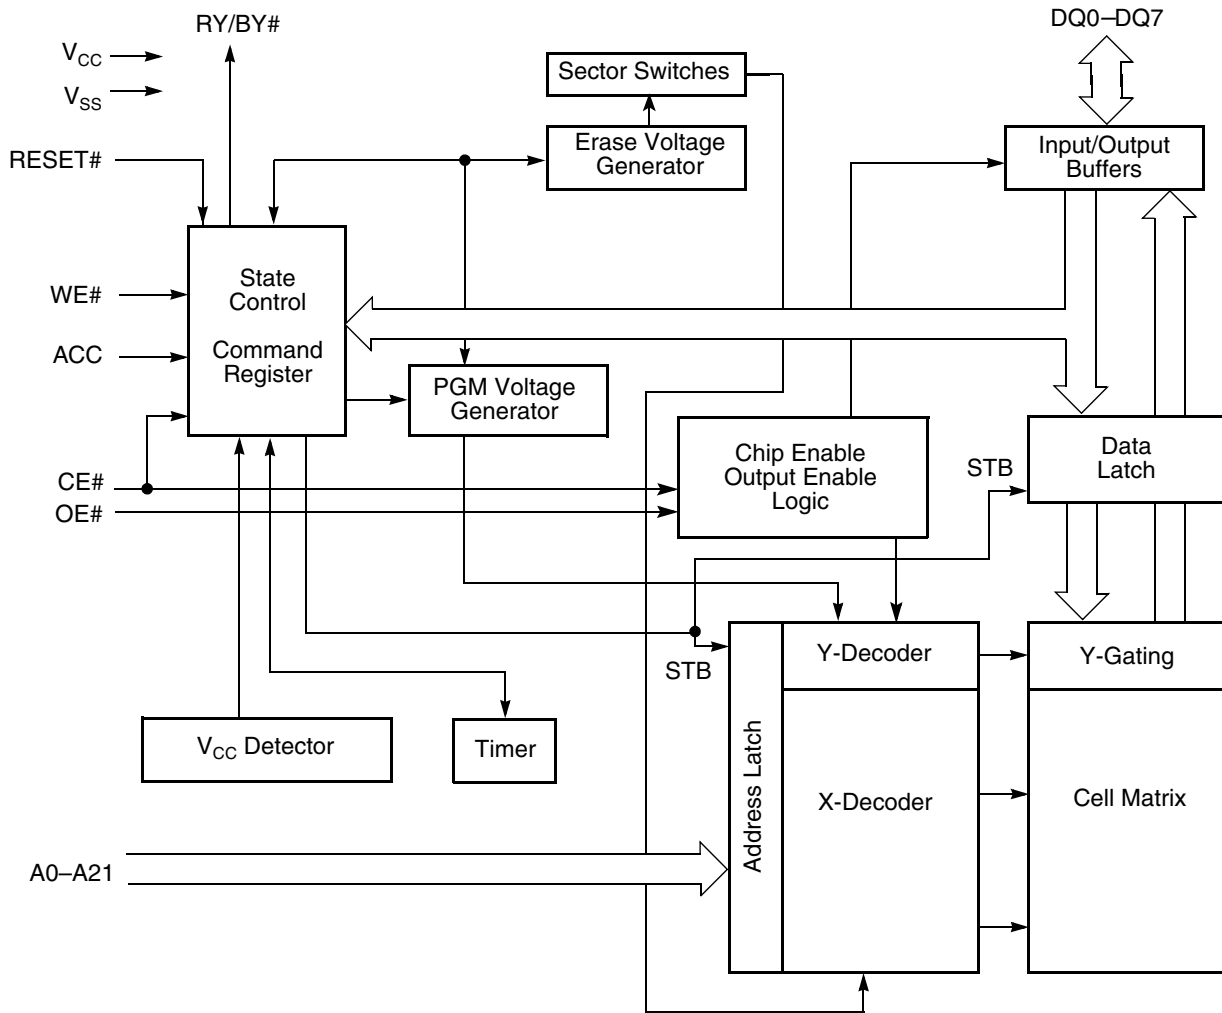 RY/BY#
DQ0–DQ7
VCC
VSS
Sector Switches
Erase Voltage
Generator
Input/Output
Buffers
RESET#
State
Control
Command
Register
WE#
ACC
PGM Voltage
Generator
Chip Enable
Output Enable
Logic
STB
Data
Latch
CE#
OE#
STB
Y-Decoder
Y-Gating
VCC Detector
Timer
Address Latch
X-Decoder
Cell Matrix
A0–A21